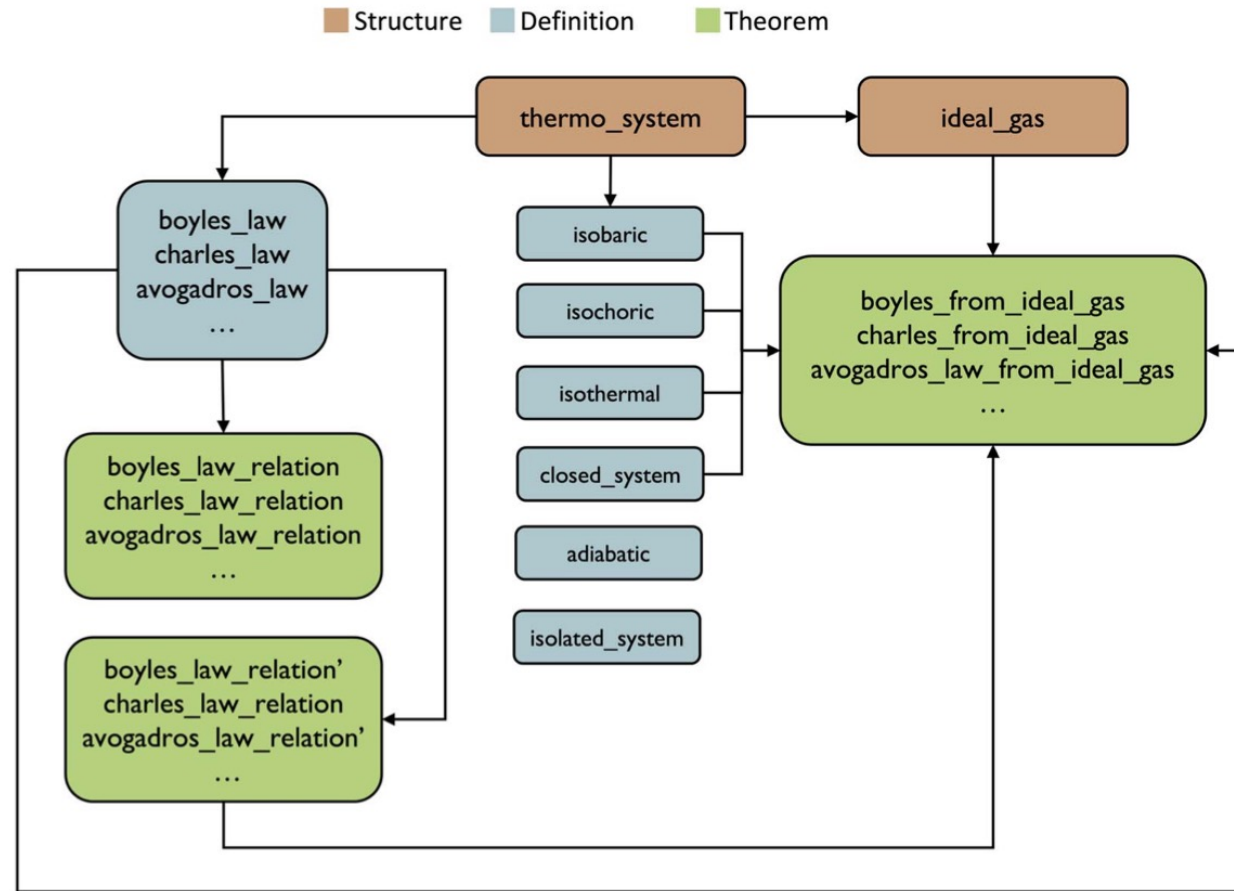 Structure Definition Theorem
thermo_system
ideal_gas
boyles_law
charles_law
avogadros_law
...
isobaric
isochoric
isothermal
closed_system
adiabatic
isolated_system
boyles_from_ideal_gas
charles_from_ideal_gas
avogadros_law_from_ideal_gas
...
boyles_law_relation
charles_law_relation
avogadros_law_relation
...
boyles_law_relation’
charles_law_relation
avogadros_law_relation’
...